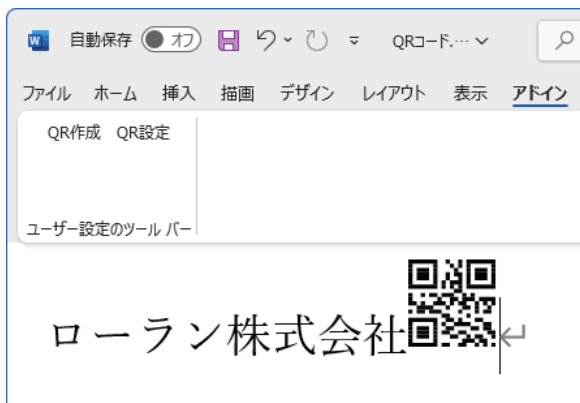 自動保存 オフ QRコード.…
ファイル ホーム 挿入 描画 デザイン レイアウト 表示 アドイン
QR作成 QR設定
ユーザー設定のツール バー
ローラン株式会社